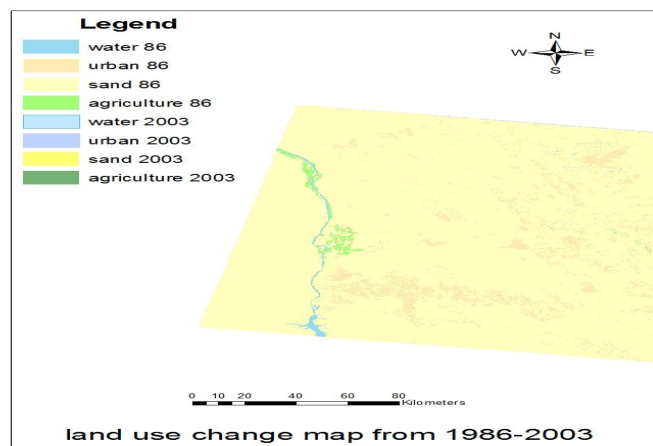 Legend
water 86
urban 86
sand 86
agriculture 86
water 2003
urban 2003
sand 2003
agriculture 2003
N
W E
S
0 10 20 40 60 80
Kilometers
land use change map from 1986-2003